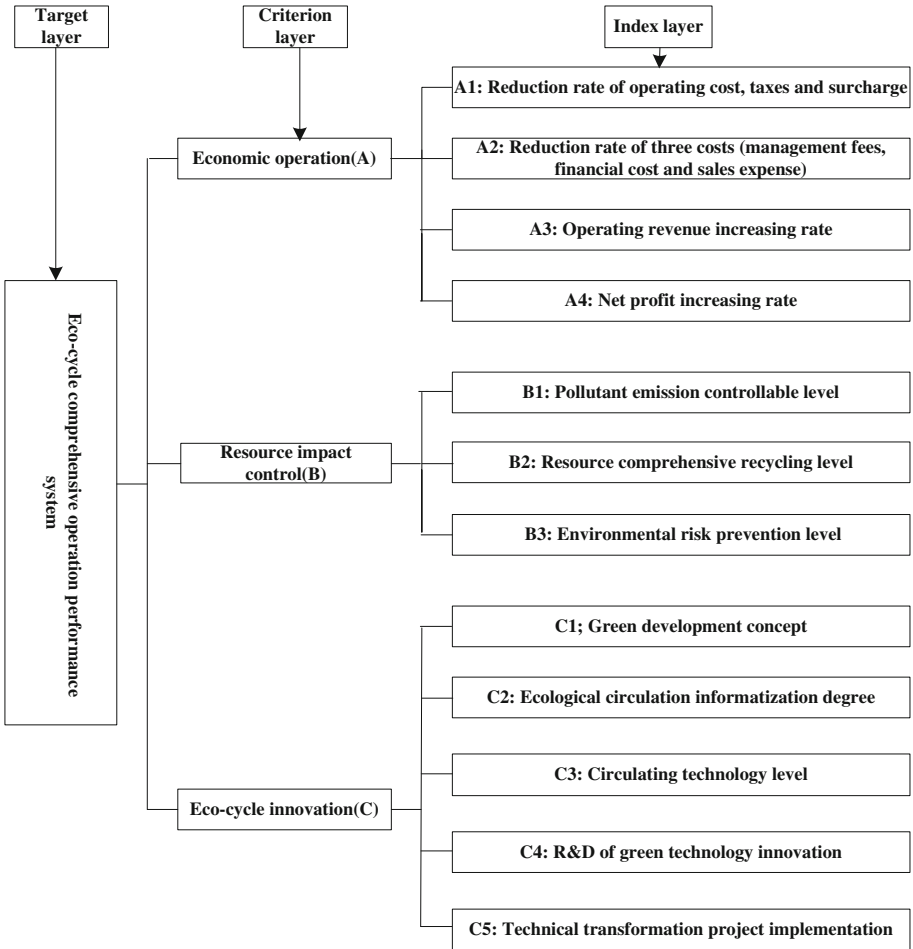 Target
layer
Criterion
layer
Index layer
A1: Reduction rate of operating cost, taxes and surcharge
Economic operation(A)
A2: Reduction rate of three costs (management fees,
financial cost and sales expense)
A3: Operating revenue increasing rate
A4: Net profit increasing rate
Eco-cycle comprehensive operation performance
system
B1: Pollutant emission controllable level
Resource impact
control(B)
B2: Resource comprehensive recycling level
B3: Environmental risk prevention level
C1; Green development concept
C2: Ecological circulation informatization degree
C3: Circulating technology level
Eco-cycle innovation(C)
C4: R&D of green technology innovation
C5: Technical transformation project implementation